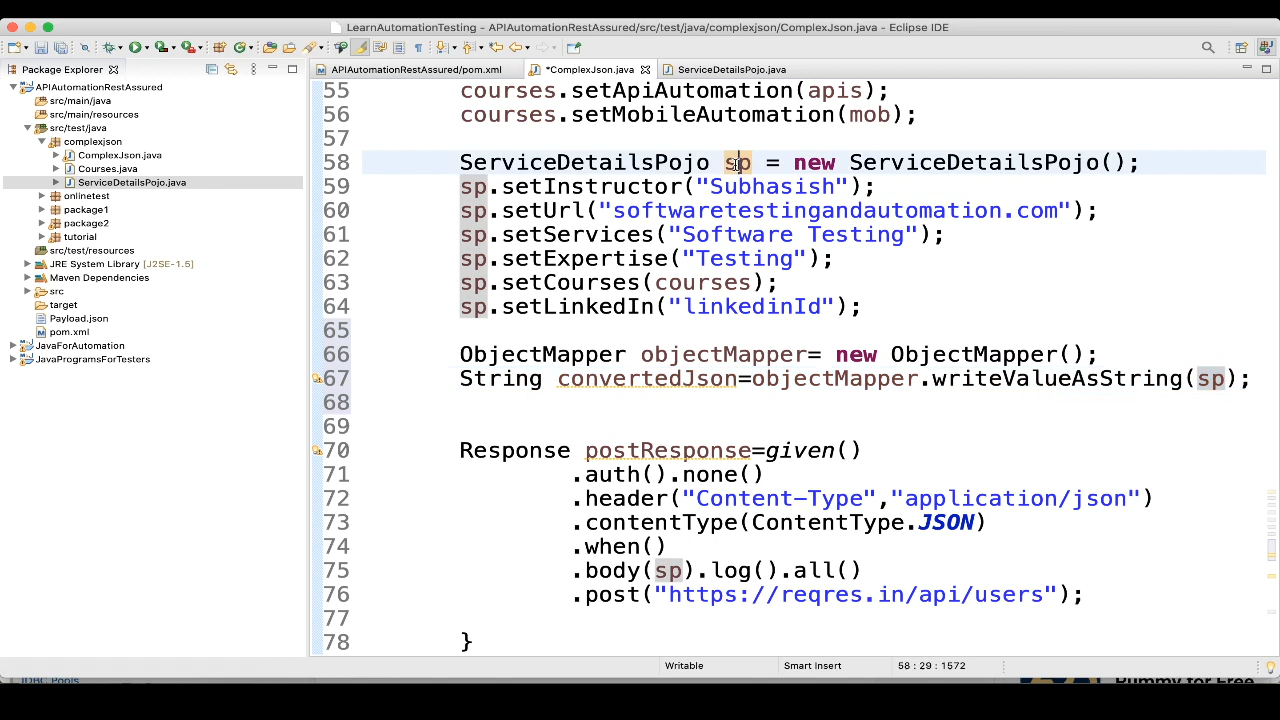 LearnAutomationTesting - APIAutomationRestAssured/src/test/java/complexjson/ComplexJson.java - Eclipse IDE
Package Explorer
APIAutomationRestAssured/pom.xml
*ComplexJson.java
ServiceDetailsPojo.java
APIAutomationRestAssured
src/main/java
src/main/resources
src/test/java
complexjson
ComplexJson.java
Courses.java
ServiceDetailsPojo.java
onlinetest
package1
package2
tutorial
src/test/resources
JRE System Library [J2SE-1.5]
Maven Dependencies
src
target
Payload.json
pom.xml
JavaForAutomation
JavaProgramsForTesters
55 courses.setApiAutomation(apis);
56 courses.setMobileAutomation(mob);
57
58 ServiceDetailsPojo sp = new ServiceDetailsPojo();
59 sp.setInstructor("Subhasish");
60 sp.setUrl("softwaretestingandautomation.com");
61 sp.setServices("Software Testing");
62 sp.setExpertise("Testing");
63 sp.setCourses(courses);
64 sp.setLinkedIn("linkedinId");
65
66 ObjectMapper objectMapper= new ObjectMapper();
67 String convertedJson=objectMapper.writeValueAsString(sp);
68
69
70 Response postResponse=given()
71 .auth().none()
72 .header("Content-Type","application/json")
73 .contentType(ContentType.JSON)
74 .when()
75 .body(sp).log().all()
76 .post("https://reqres.in/api/users");
77
78 }
Writable
Smart Insert
58 : 29 : 1572